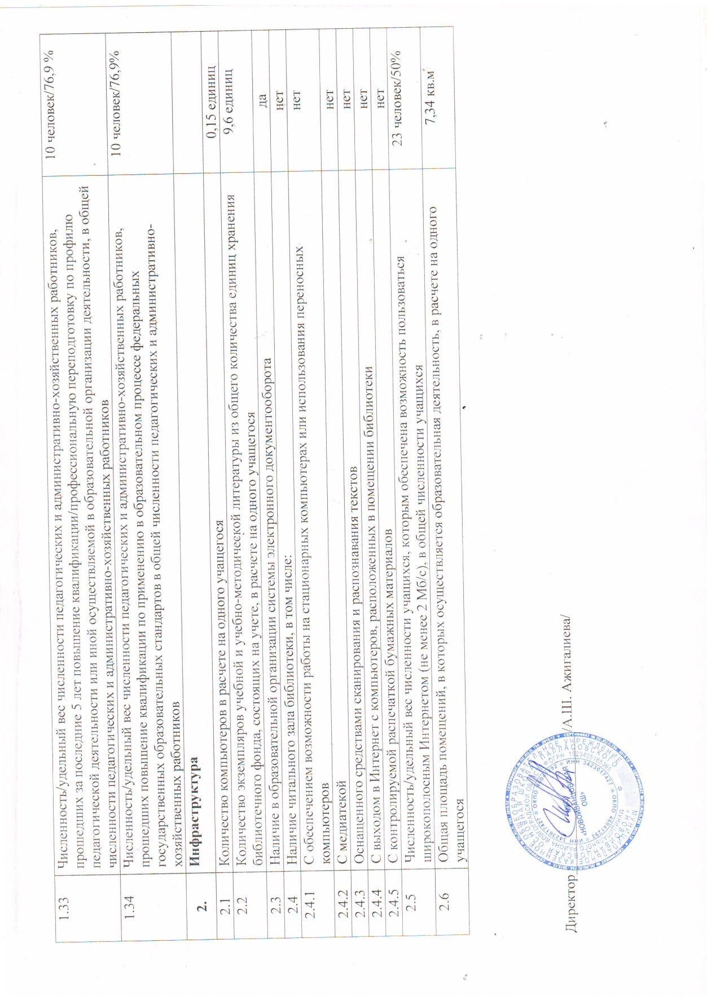 1.33 Численность/удельный вес численности педагогических и административно-хозяйственных работников, 10 человек/76,9 %
прошедших за последние 5 лет повышение квалификации/профессиональную переподготовку по профилю
педагогической деятельности или иной осуществляемой в образовательной организации деятельности, в общей
численности педагогических и административно-хозяйственных работников
1.34 Численность/удельный вес численности педагогических и административно-хозяйственных работников, 10 человек/76,9%
прошедших повышение квалификации по применению в образовательном процессе федеральных
государственных образовательных стандартов в общей численности педагогических и административно-
хозяйственных работников
2. Инфраструктура
2.1 Количество компьютеров в расчете на одного учащегося 0,15 единиц
2.2 Количество экземпляров учебной и учебно-методической литературы из общего количества единиц хранения 9,6 единиц
библиотечного фонда, состоящих на учете, в расчете на одного учащегося
2.3 Наличие в образовательной организации системы электронного документооборота да
2.4 Наличие читального зала библиотеки, в том числе: нет
2.4.1 С обеспечением возможности работы на стационарных компьютерах или использования переносных нет
компьютеров
2.4.2 С медиатекой нет
2.4.3 Оснащенного средствами сканирования и распознавания текстов нет
2.4.4 С выходом в Интернет с компьютеров, расположенных в помещении библиотеки нет
2.4.5 С контролируемой распечаткой бумажных материалов нет
2.5 Численность/удельный вес численности учащихся, которым обеспечена возможность пользоваться 23 человек/50%
широкополосным Интернетом (не менее 2 Мб/с), в общей численности учащихся
2.6 Общая площадь помещений, в которых осуществляется образовательная деятельность, в расчете на одного 7,34 кв.м
учащегося
Директор /А.Ш. Ажигалиева/